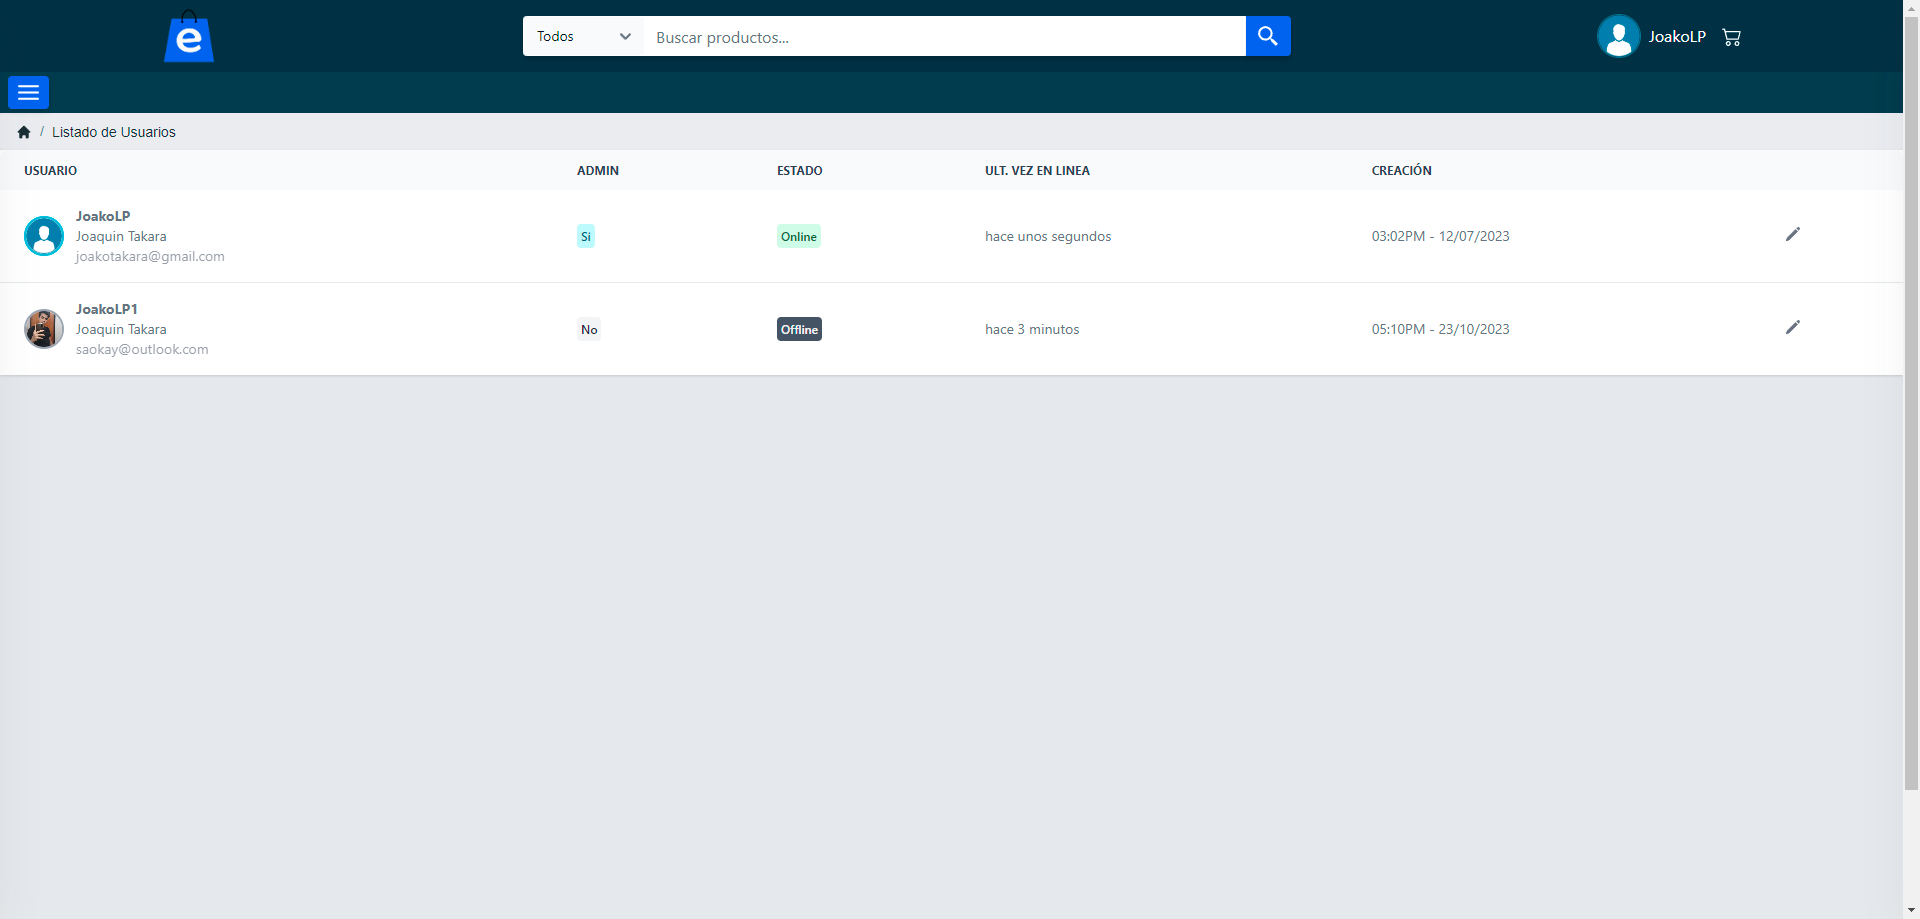 e
Todos
Buscar productos...
JoakoLP
/ Listado de Usuarios
USUARIO ADMIN ESTADO ULT. VEZ EN LINEA CREACIÓN
JoakoLP
Joaquin Takara
joakotakara@gmail.com
Si
Online
hace unos segundos
03:02PM - 12/07/2023
JoakoLP1
Joaquin Takara
saokay@outlook.com
No
Offline
hace 3 minutos
05:10PM - 23/10/2023